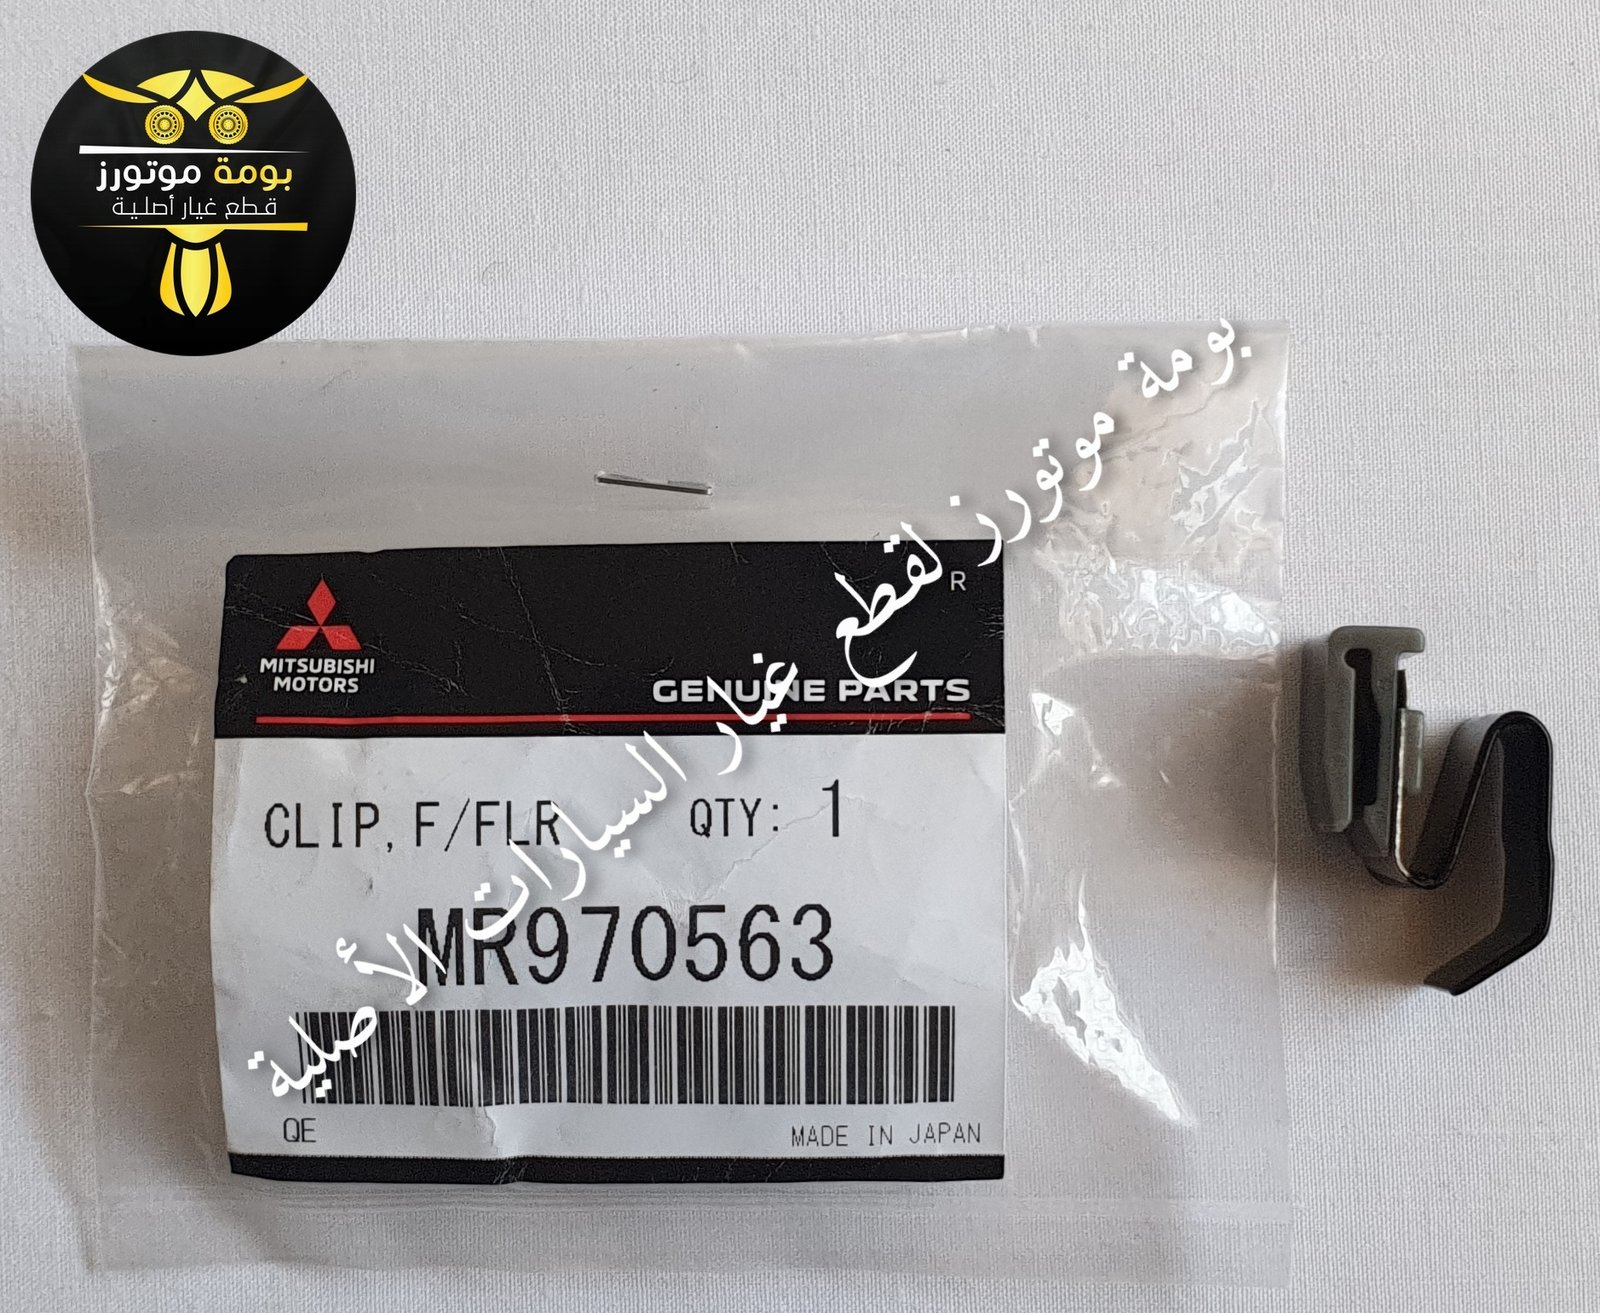 بومة موتورز
قطع غيار أصلية
بومة موتورز لقطع غيار السيارات الأصلية
R
MITSUBISHI
MOTORS
GENUINE PARTS
CLIP, F/FLR QTY: 1
MR970563
QE MADE IN JAPAN